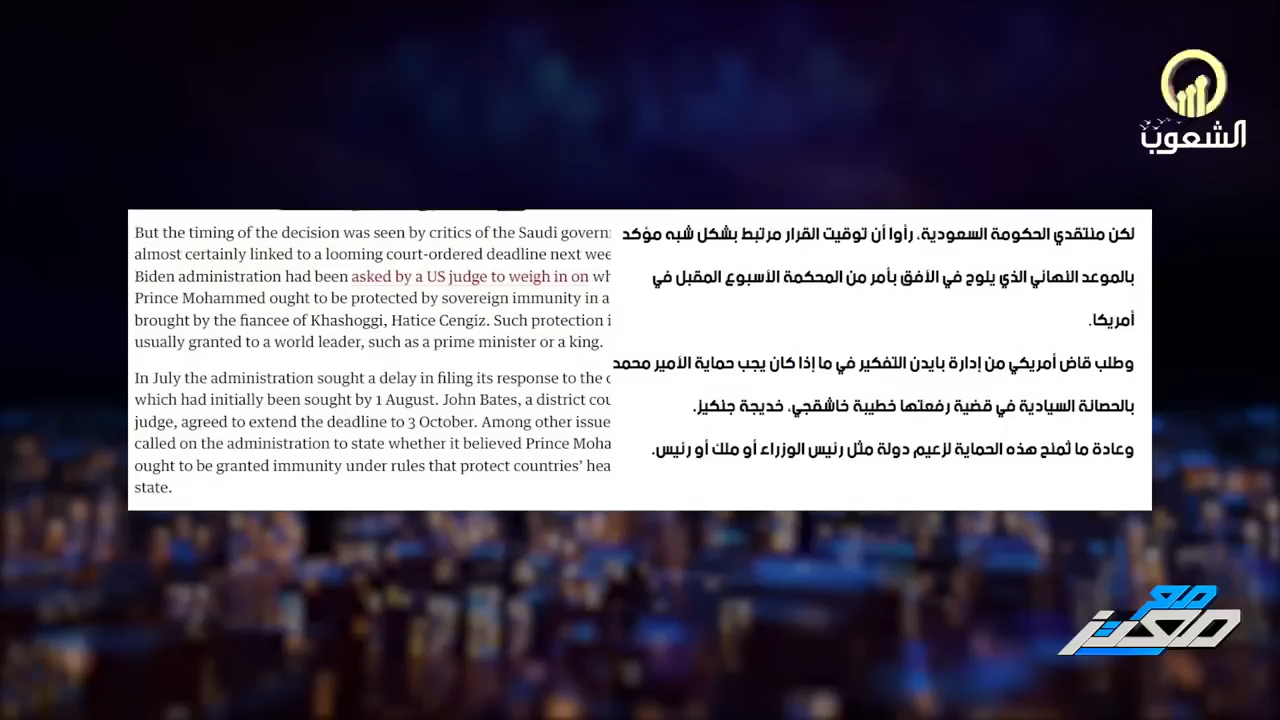 الشعوب
But the timing of the decision was seen by critics of the Saudi govern
almost certainly linked to a looming court-ordered deadline next wee
Biden administration had been asked by a US judge to weigh in on wh
Prince Mohammed ought to be protected by sovereign immunity in a
brought by the fiancee of Khashoggi, Hatice Cengiz. Such protection i
usually granted to a world leader, such as a prime minister or a king.
In July the administration sought a delay in filing its response to the c
which had initially been sought by 1 August. John Bates, a district cou
judge, agreed to extend the deadline to 3 October. Among other issue
called on the administration to state whether it believed Prince Moha
ought to be granted immunity under rules that protect countries’ hea
state.
لكن منتقدي الحكومة السعودية، رأوا أن توقيت القرار مرتبط بشكل شبه مؤكد
بالموعد النهائي الذي يلوح في الأفق بأمر من المحكمة الأسبوع المقبل في
أمريكا.
وطلب قاض أمريكي من إدارة بايدن التفكير في ما إذا كان يجب حماية الأمير محمد
بالحصانة السيادية في قضية رفعتها خطيبة خاشقجي، خديجة جنكيز.
وعادة ما تُمنح هذه الحماية لزعيم دولة مثل رئيس الوزراء أو ملك أو رئيس.
مع